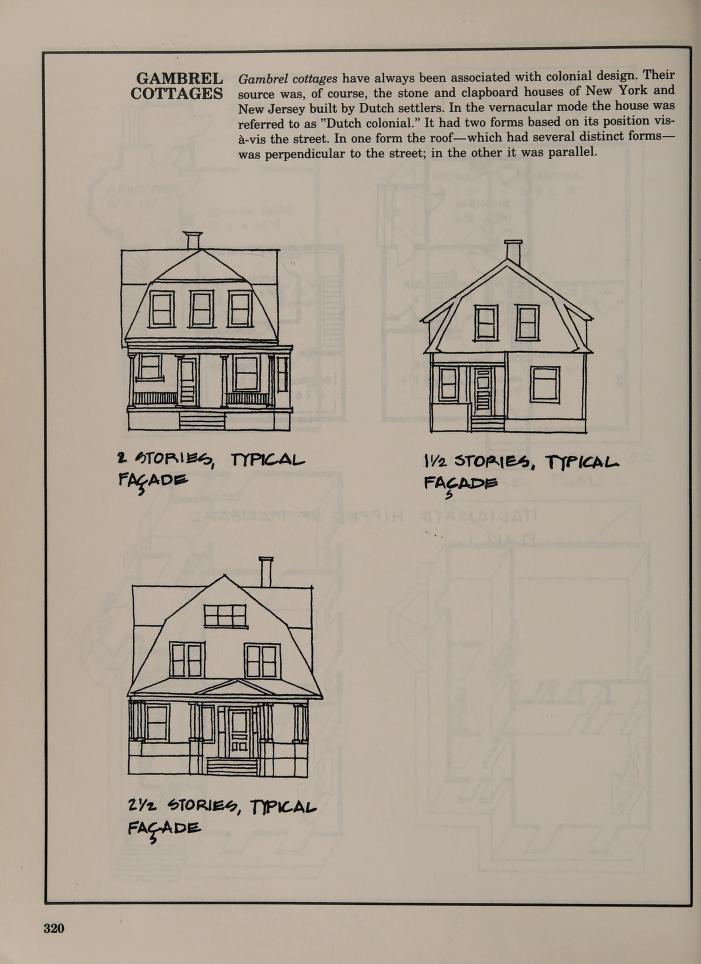 GAMBREL
COTTAGES
Gambrel cottages have always been associated with colonial design. Their
source was, of course, the stone and clapboard houses of New York and
New Jersey built by Dutch settlers. In the vernacular mode the house was
referred to as "Dutch colonial." It had two forms based on its position vis-
à-vis the street. In one form the roof—which had several distinct forms—
was perpendicular to the street; in the other it was parallel.
2 STORIES, TYPICAL
FAÇADE
1 1/2 STORIES, TYPICAL
FAÇADE
2 1/2 STORIES, TYPICAL
FAÇADE
320